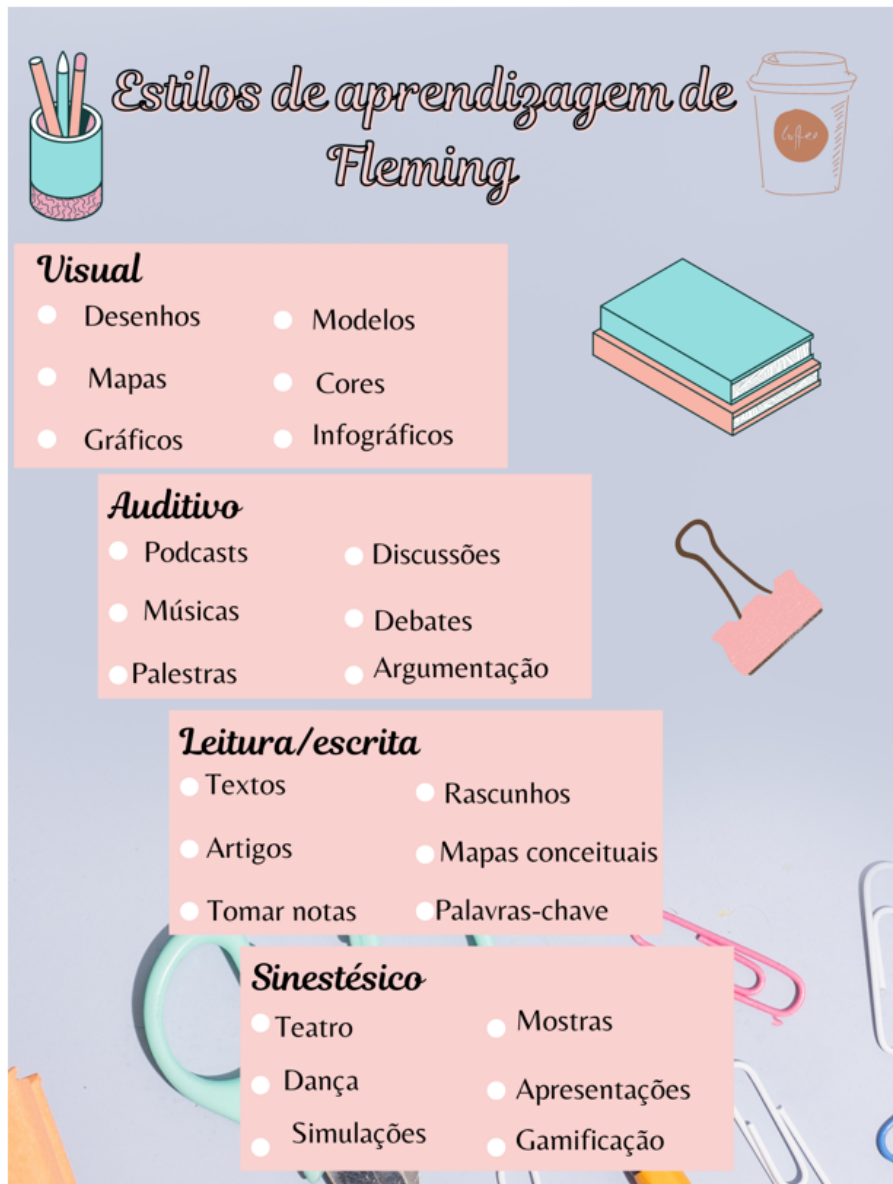 Estilos de aprendizagem de
Fleming
Coffee
Visual
Desenhos
Modelos
Mapas
Cores
Gráficos
Infográficos
Auditivo
Podcasts
Discussões
Músicas
Debates
Palestras
Argumentação
Leitura/escrita
Textos
Rascunhos
Artigos
Mapas conceituais
Tomar notas
Palavras-chave
Sinestésico
Teatro
Mostras
Dança
Apresentações
Simulações
Gamificação